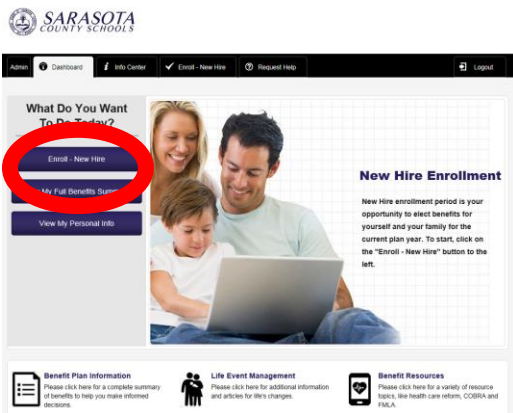 SARASOTA
COUNTY SCHOOLS
Admin Dashboard Info Center Enroll - New Hire Request Help Logout
What Do You Want
To Do Today?
Enroll - New Hire
My Full Benefits Summ
View My Personal Info
New Hire Enrollment
New Hire enrollment period is your
opportunity to elect benefits for
yourself and your family for the
current plan year. To start, click on
the "Enroll - New Hire" button to the
left.
Benefit Plan Information
Please click here for a complete summary
of benefits to help you make informed
decisions.
Life Event Management
Please click here for additional information
and articles for life's changes.
Benefit Resources
Please click here for a variety of resource
topics, like health care reform, COBRA and
FMLA.